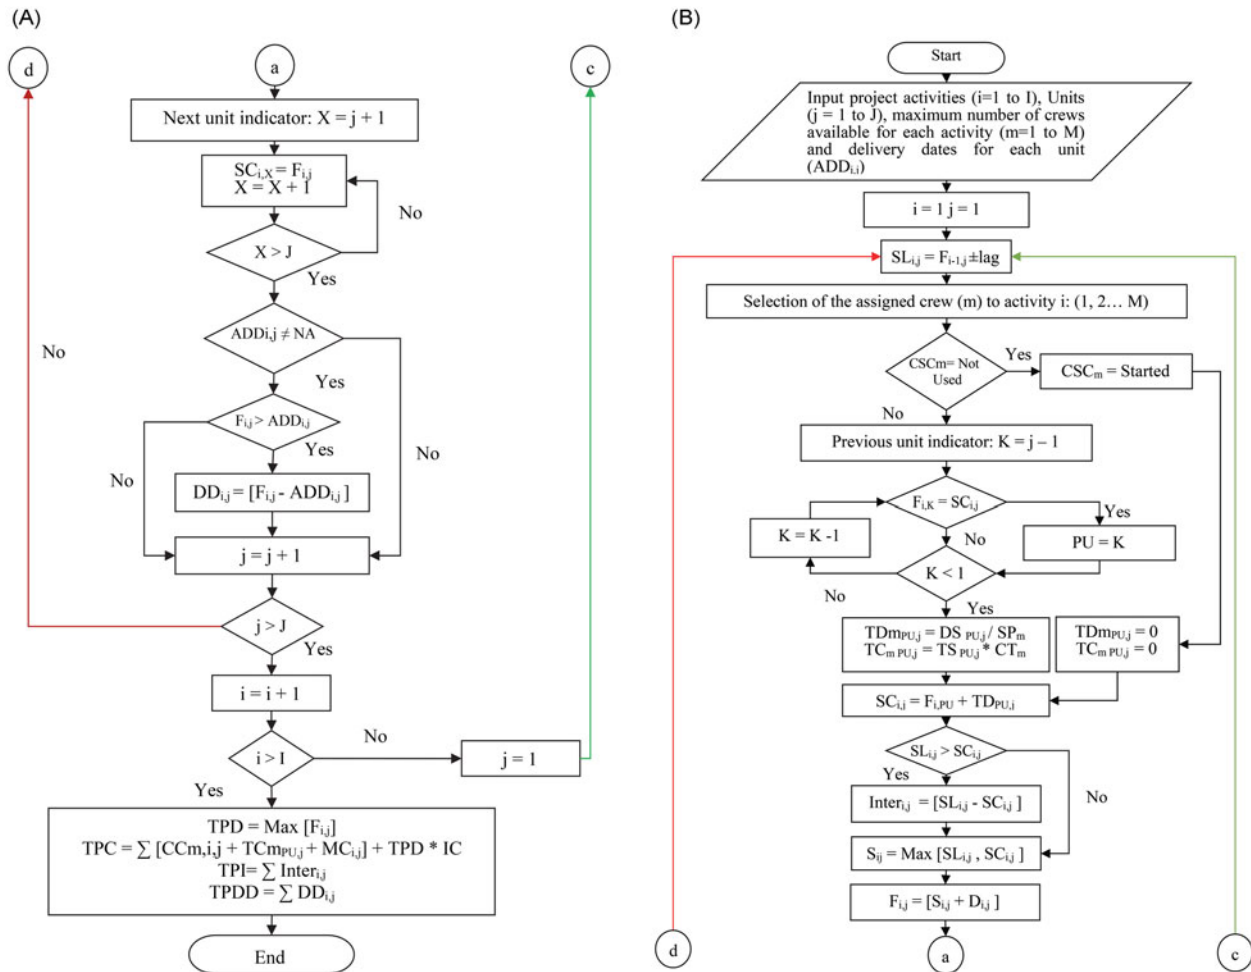 (A)
d
a
c
Next unit indicator: X = j + 1
SCi,X = Fi,j
X = X + 1
No
X > J
Yes
ADDi,j ≠ NA
No
Yes
Fi,j > ADDi,j
Yes
No
No
DDi,j = [Fi,j - ADDi,j ]
j = j + 1
j > J
Yes
i = i + 1
No
i > I
j = 1
Yes
TPD = Max [Fi,j]
TPC = ∑ [CCm,i,j + TCmPU,j + MCi,j] + TPD * IC
TPI= ∑ Interi,j
TPDD = ∑ DDi,j
End
(B)
Start
Input project activities (i=1 to I), Units
(j = 1 to J), maximum number of crews
available for each activity (m=1 to M)
and delivery dates for each unit
(ADDi,i)
i = 1 j = 1
SLi,j = Fi-1,j ±lag
Selection of the assigned crew (m) to activity i: (1, 2… M)
CSCm= Not
Used
Yes
CSCm = Started
No
Previous unit indicator: K = j – 1
Fi,K = SCi,j
Yes
K = K -1
No
PU = K
K < 1
No
Yes
TDmPU,j = DS PU,j / SPm
TCm PU,j = TS PU,j * CTm
TDmPU,j = 0
TCm PU,j = 0
SCi,j = Fi,PU + TDPU,j
SLi,j > SCi,j
Yes
No
Interi,j = [SLi,j - SCi,j ]
Sij = Max [SLi,j , SCi,j ]
Fi,j = [Si,j + Di,j ]
d
a
c